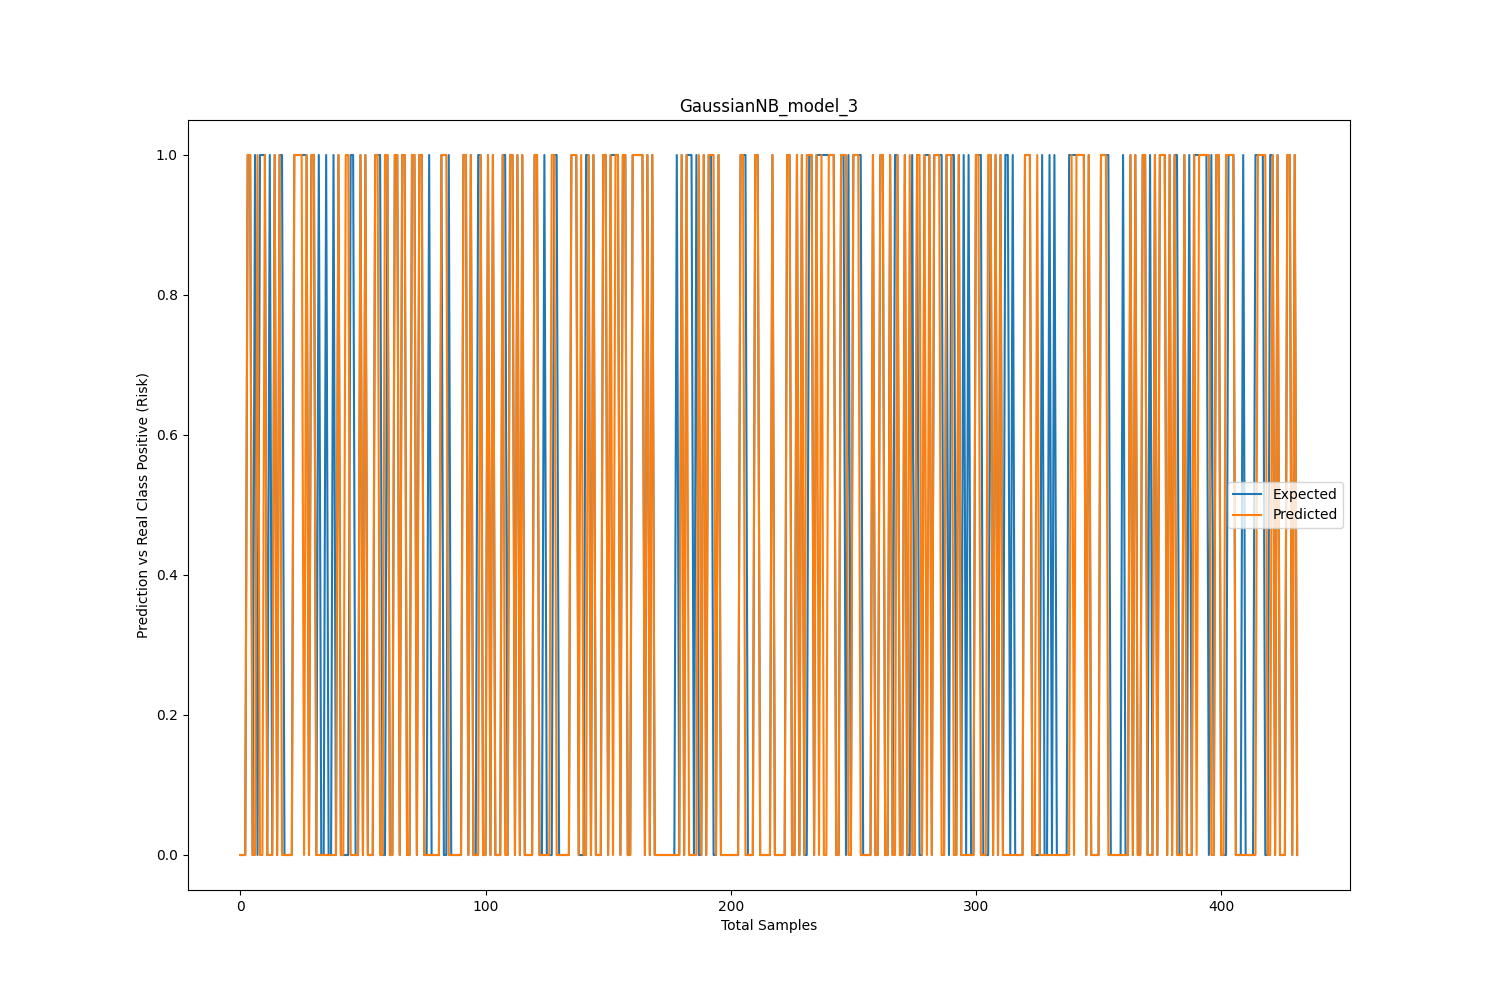 GaussianNB_model_3
1.0
0.8
0.6
0.4
0.2
0.0
Prediction vs Real Class Positive (Risk)
Expected
Predicted
0 100 200 300 400
Total Samples